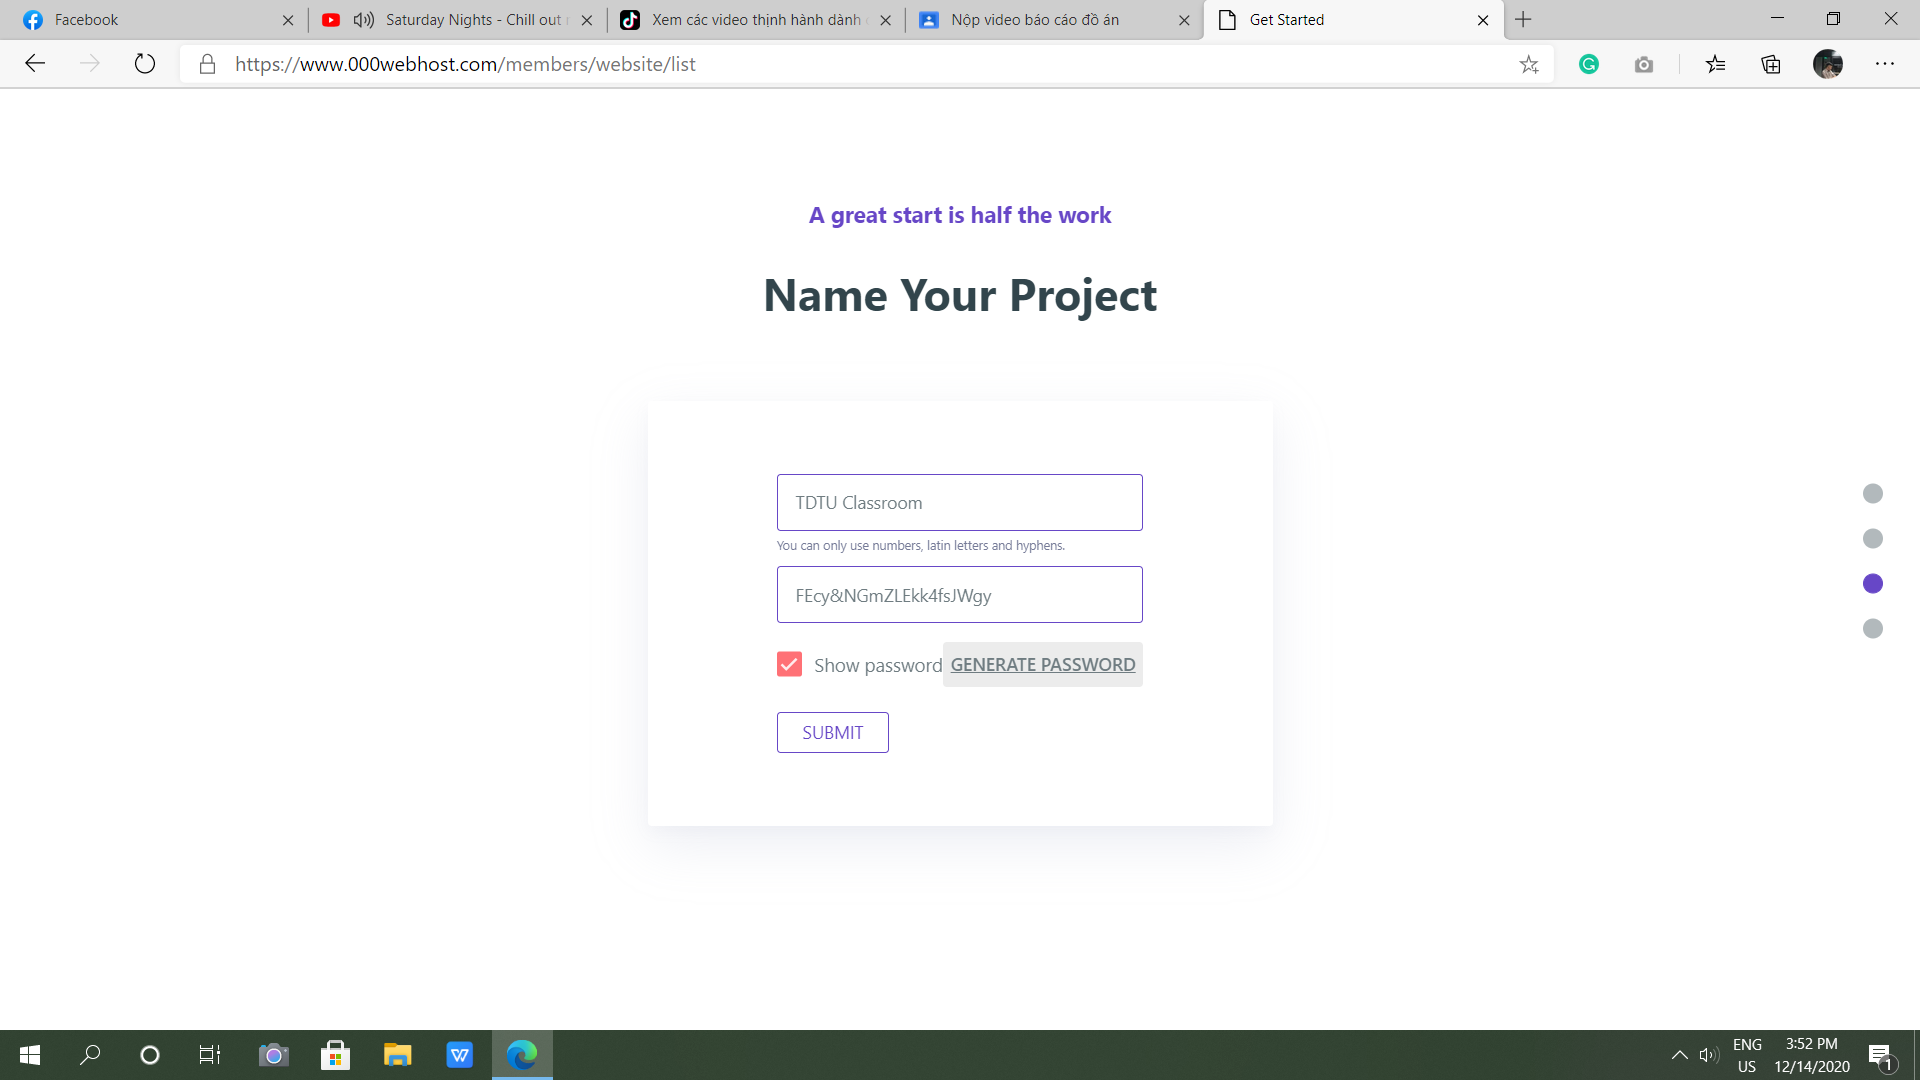 Facebook
Saturday Nights - Chill out
Xem các video thịnh hành dành
Nộp video báo cáo đồ án
Get Started
https://www.000webhost.com/members/website/list
A great start is half the work
Name Your Project
TDTU Classroom
You can only use numbers, latin letters and hyphens.
FEcy&NGmZLEkk4fsJWgy
Show password
GENERATE PASSWORD
SUBMIT
ENG
US
3:52 PM
12/14/2020
1